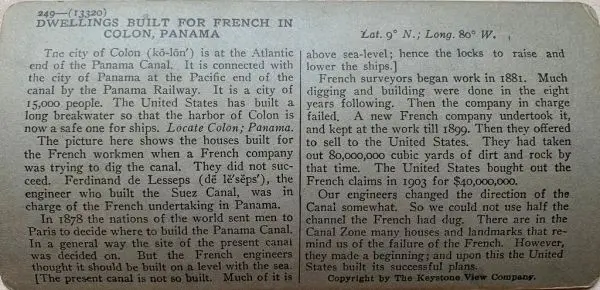 249—(13320)
DWELLINGS BUILT FOR FRENCH IN
COLON, PANAMA
Lat. 9° N.; Long. 80° W.
The city of Colon (kō-lōn′) is at the Atlantic
end of the Panama Canal. It is connected with
the city of Panama at the Pacific end of the
canal by the Panama Railway. It is a city of
15,000 people. The United States has built a
long breakwater so that the harbor of Colon is
now a safe one for ships. Locate Colon; Panama.
The picture here shows the houses built for
the French workmen when a French company
was trying to dig the canal. They did not suc-
ceed. Ferdinand de Lesseps (dē lĕ′sĕps′), the
engineer who built the Suez Canal, was in
charge of the French undertaking in Panama.
In 1878 the nations of the world sent men to
Paris to decide where to build the Panama Canal.
In a general way the site of the present canal
was decided on. But the French engineers
thought it should be built on a level with the sea.
[The present canal is not so built. Much of it is
above sea-level; hence the locks to raise and
lower the ships.]
French surveyors began work in 1881. Much
digging and building were done in the eight
years following. Then the company in charge
failed. A new French company undertook it,
and kept at the work till 1899. Then they offered
to sell to the United States. They had taken
out 80,000,000 cubic yards of dirt and rock by
that time. The United States bought out the
French claims in 1903 for $40,000,000.
Our engineers changed the direction of the
Canal somewhat. So we could not use half the
channel the French had dug. There are in the
Canal Zone many houses and landmarks that re-
mind us of the failure of the French. However,
they made a beginning; and upon this the United
States built its successful plans.
Copyright by The Keystone View Company.